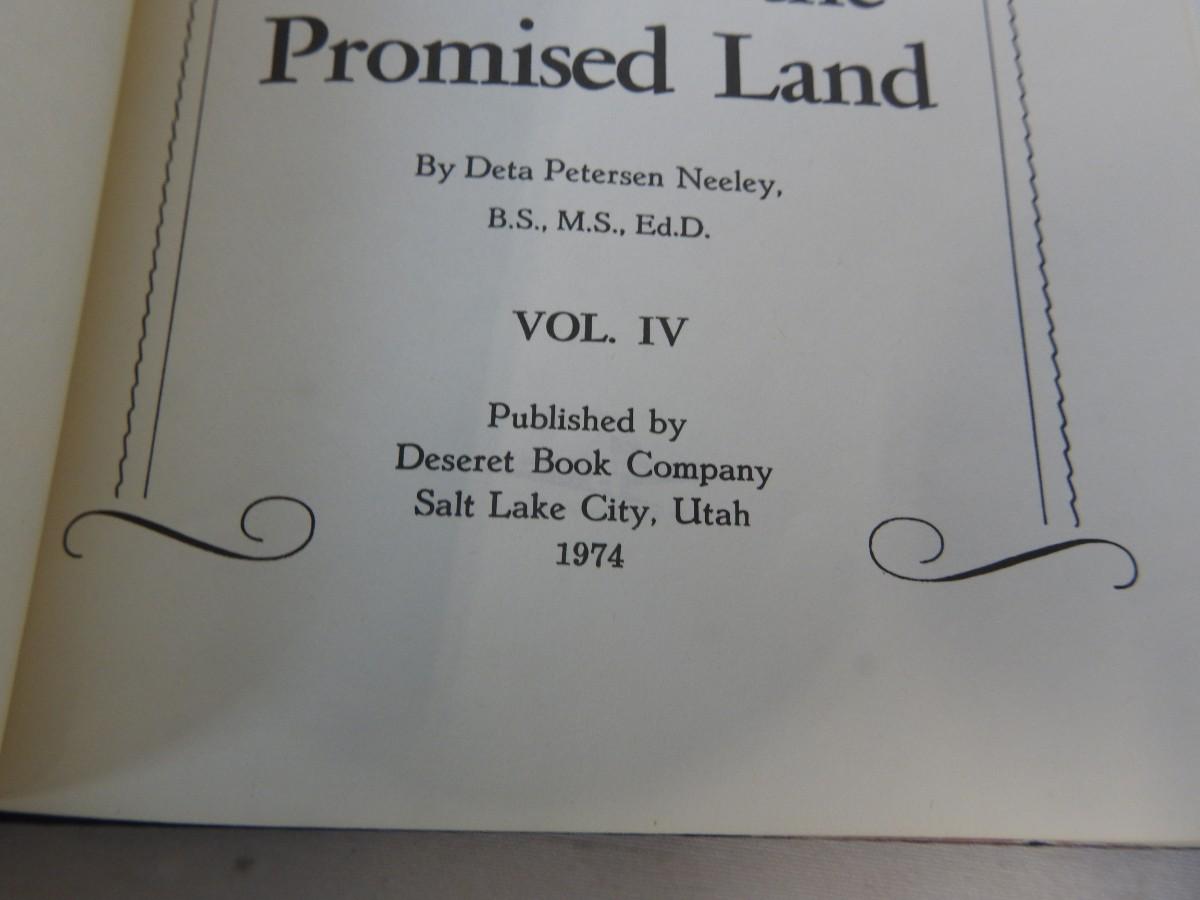 Promised Land
By Deta Petersen Neeley,
B.S., M.S., Ed.D.
VOL. IV
Published by
Deseret Book Company
Salt Lake City, Utah
1974